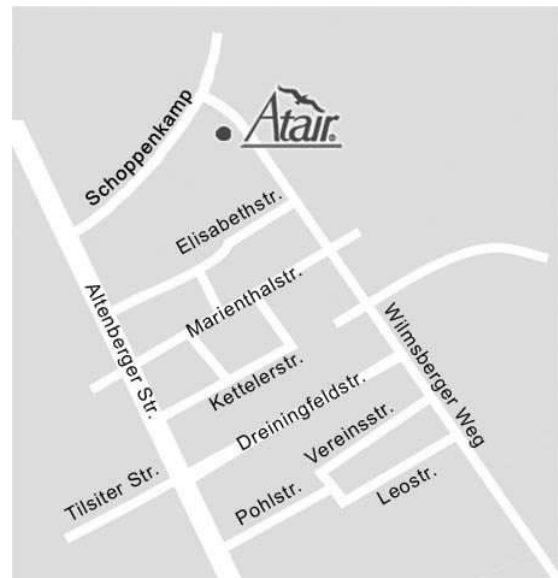 Schoppenkamp
Atair®
Elisabethstr.
Marienthalstr.
Altenberger Str.
Wilmsberger Weg
Kettelerstr.
Dreiningfeldstr.
Vereinsstr.
Tilsiter Str.
Pohlstr.
Leostr.